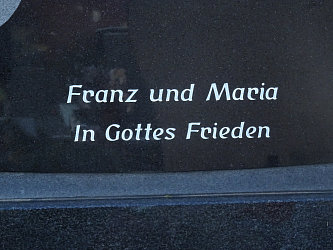 Franz und Maria
In Gottes Frieden